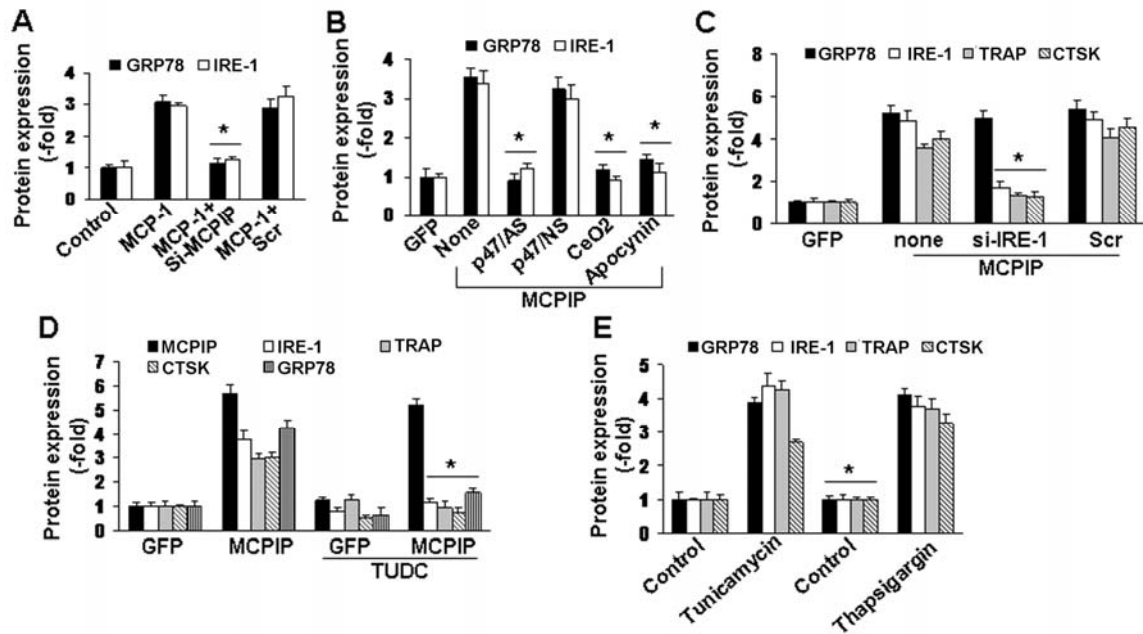 A
GRP78 IRE-1
Protein expression
(-fold)
4
3
2
1
0
*
Control
MCP-1
MCP-1+
Si-MCPIP
MCP-1+
Scr
B
GRP78 IRE-1
Protein expression
(-fold)
4
3
2
1
0
* * *
GFP
None
p47/AS
p47/NS
CeO2
Apocynin
MCPIP
C
GRP78 IRE-1 TRAP CTSK
Protein expression
(-fold)
8
6
4
2
0
*
GFP none si-IRE-1 Scr
MCPIP
D
MCPIP IRE-1 TRAP
CTSK GRP78
Protein expression
(-fold)
7
6
5
4
3
2
1
0
*
GFP MCPIP GFP MCPIP
TUDC
E
GRP78 IRE-1 TRAP CTSK
Protein expression
(-fold)
5
4
3
2
1
0
*
Control
Tunicamycin
Control
Thapsigargin